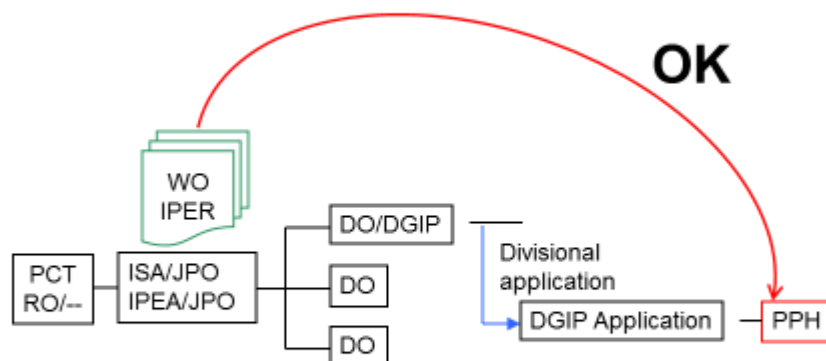 OK
WO
IPER
DO/DGIP
Divisional
application
PCT
RO/--
ISA/JPO
IPEA/JPO
DO
DGIP Application
PPH
DO